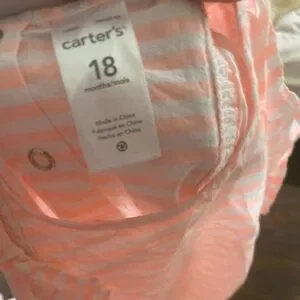 carter's
18
months/mois
Made in China
Fabriqué en Chine
Hecho en China